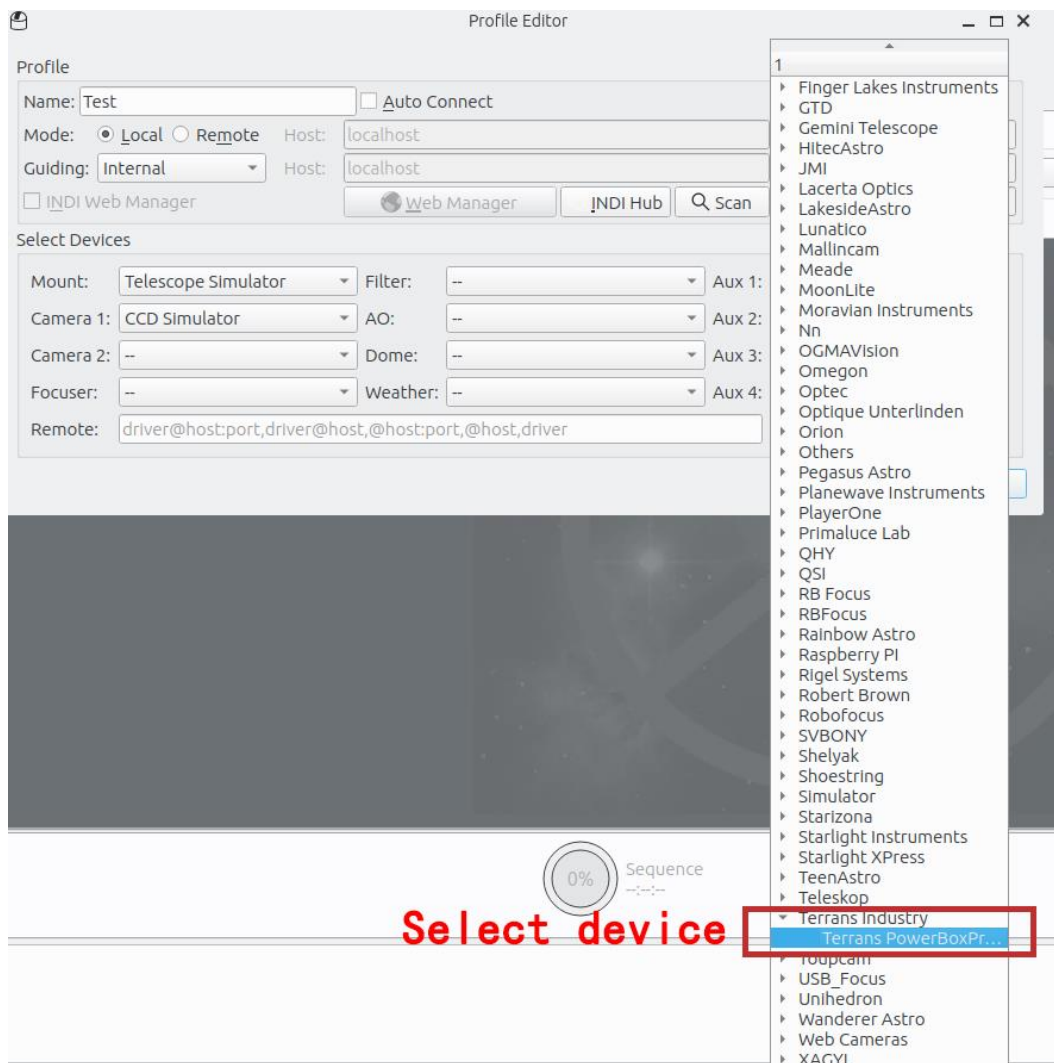 Profile Editor
Profile
Name: Test
Auto Connect
Mode: Local Remote Host: localhost
Guiding: Internal Host: localhost
INDI Web Manager Web Manager INDI Hub Scan
Select Devices
Mount: Telescope Simulator Filter: -- Aux 1:
Camera 1: CCD Simulator AO: -- Aux 2:
Camera 2: -- Dome: -- Aux 3:
Focuser: -- Weather: -- Aux 4:
Remote: driver@host:port,driver@host,@host:port,@host,driver
1
Finger Lakes Instruments
GTD
Gemini Telescope
HitecAstro
JMI
Lacerta Optics
LakesideAstro
Lunatico
Mallincam
Meade
MoonLite
Moravian Instruments
Nn
OGMAVision
Omegon
Optec
Optique Unterlinden
Orion
Others
Pegasus Astro
Planewave Instruments
PlayerOne
Primaluce Lab
QHY
QSI
RB Focus
RBFocus
Rainbow Astro
Raspberry PI
Rigel Systems
Robert Brown
Robofocus
SVBONY
Shelyak
Shoestring
Simulator
Starizona
Starlight Instruments
Starlight XPress
TeenAstro
Teleskop
Terrans Industry
Terrans PowerBoxPr...
Toupcam
USB_Focus
Unihedron
Wanderer Astro
Web Cameras
XAGYL
0%
Sequence
--:--:--
Select device